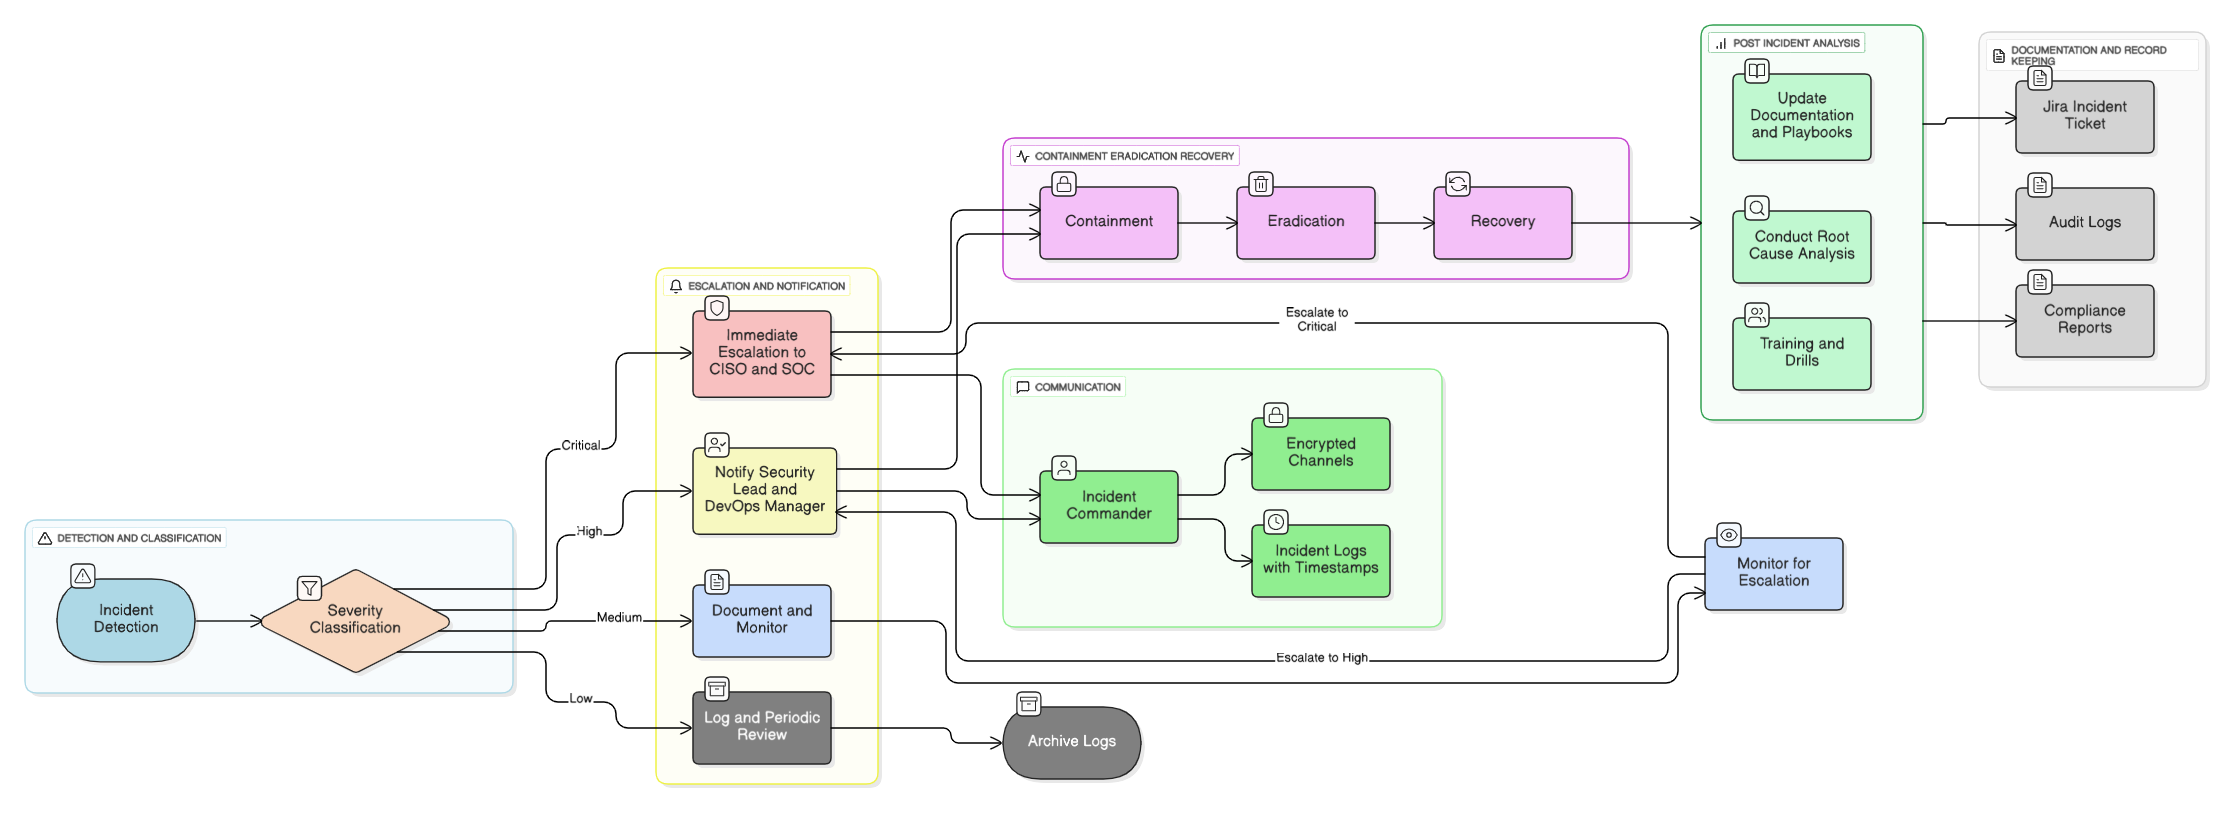 POST INCIDENT ANALYSIS
Update
Documentation
and Playbooks
Conduct Root
Cause Analysis
Training and
Drills
DOCUMENTATION AND RECORD
KEEPING
Jira Incident
Ticket
Audit Logs
Compliance
Reports
CONTAINMENT ERADICATION RECOVERY
Containment
Eradication
Recovery
ESCALATION AND NOTIFICATION
Immediate
Escalation to
CISO and SOC
Notify Security
Lead and
DevOps Manager
Document and
Monitor
Log and Periodic
Review
Escalate to
Critical
COMMUNICATION
Incident
Commander
Encrypted
Channels
Incident Logs
with Timestamps
Monitor for
Escalation
Escalate to High
Archive Logs
DETECTION AND CLASSIFICATION
Incident
Detection
Severity
Classification
Critical
High
Medium
Low